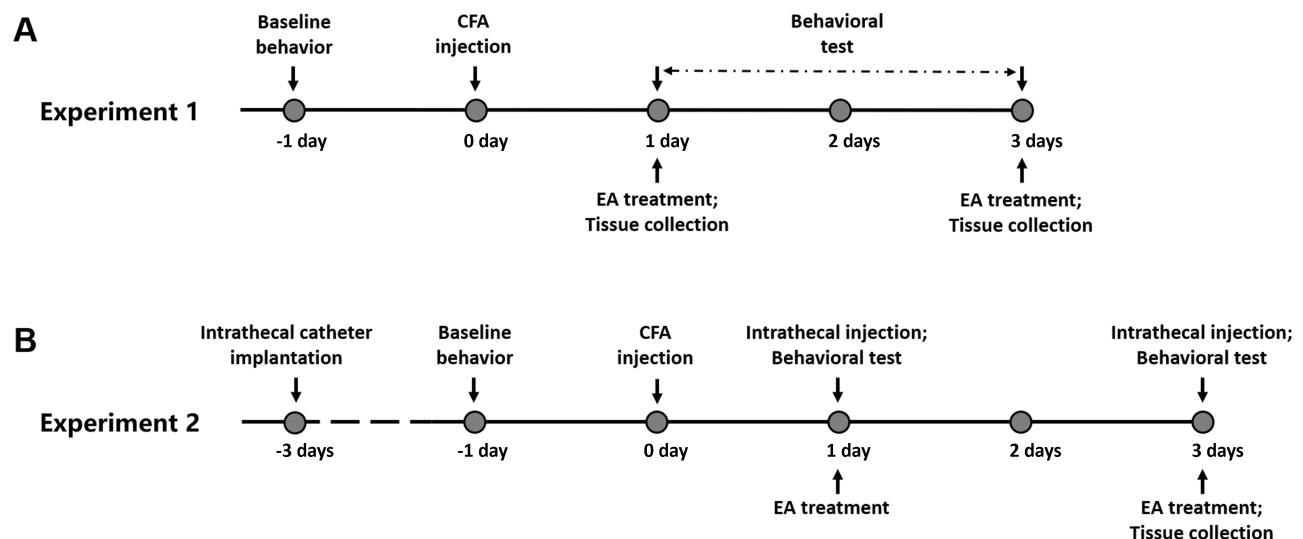 A
Baseline
behavior
CFA
injection
Behavioral
test
Experiment 1
-1 day
0 day
1 day
2 days
3 days
EA treatment;
Tissue collection
EA treatment;
Tissue collection
B
Intrathecal catheter
implantation
Baseline
behavior
CFA
injection
Intrathecal injection;
Behavioral test
Intrathecal injection;
Behavioral test
Experiment 2
-3 days
-1 day
0 day
1 day
2 days
3 days
EA treatment
EA treatment;
Tissue collection